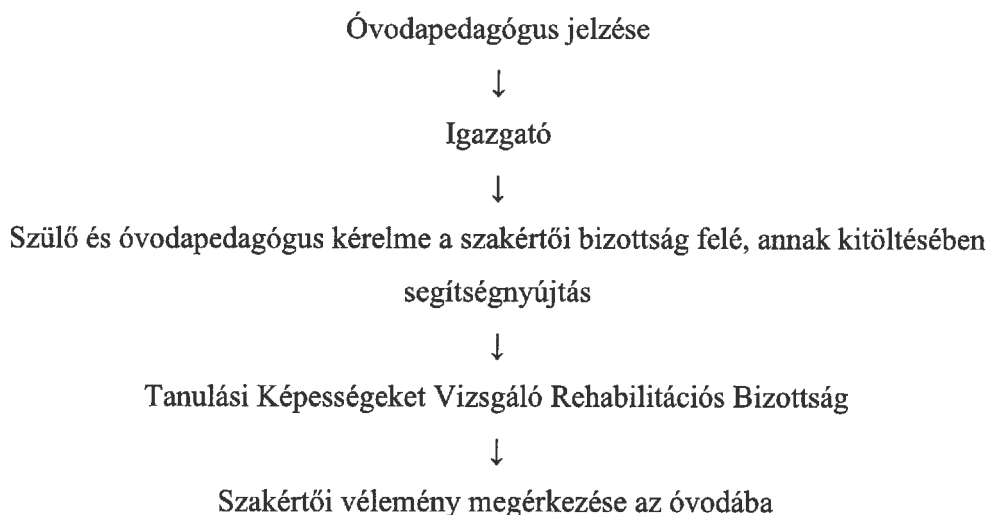 Óvodapedagógus jelzése
↓
Igazgató
↓
Szülő és óvodapedagógus kérelme a szakértői bizottság felé, annak kitöltésében
segítségnyújtás
↓
Tanulási Képességeket Vizsgáló Rehabilitációs Bizottság
↓
Szakértői vélemény megérkezése az óvodába